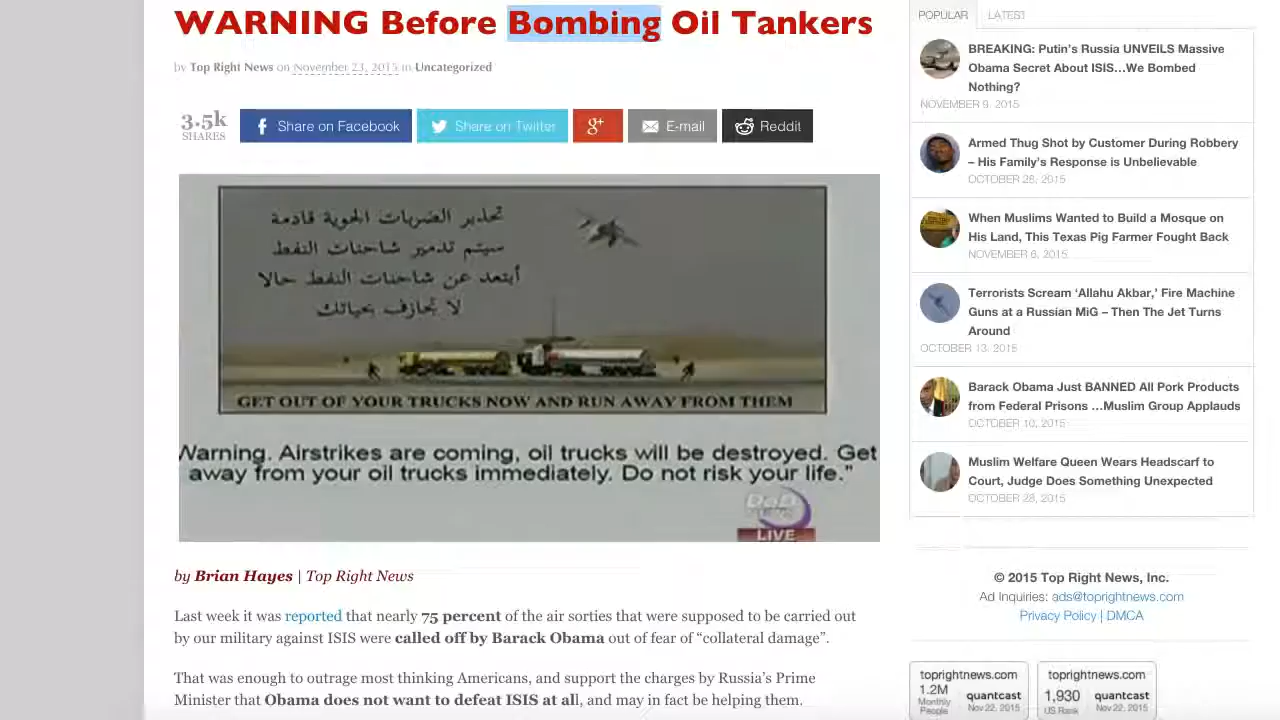 WARNING Before Bombing Oil Tankers
by Top Right News on November 23, 2015 in Uncategorized
3.5k
SHARES
Share on Facebook
Share on Twitter
g+
E-mail
Reddit
تحذير الضربات الجوية قادمة
سيتم تدمير شاحنات النفط
أبتعد عن شاحنات النفط حالا
لا تجازف بحياتك
GET OUT OF YOUR TRUCKS NOW AND RUN AWAY FROM THEM
Warning. Airstrikes are coming, oil trucks will be destroyed. Get
away from your oil trucks immediately. Do not risk your life."
DoD
NEWS
LIVE
by Brian Hayes | Top Right News
Last week it was reported that nearly 75 percent of the air sorties that were supposed to be carried out
by our military against ISIS were called off by Barack Obama out of fear of “collateral damage”.
That was enough to outrage most thinking Americans, and support the charges by Russia’s Prime
Minister that Obama does not want to defeat ISIS at all, and may in fact be helping them.
POPULAR
LATEST
BREAKING: Putin’s Russia UNVEILS Massive
Obama Secret About ISIS…We Bombed
Nothing?
NOVEMBER 9, 2015
Armed Thug Shot by Customer During Robbery
– His Family’s Response is Unbelievable
OCTOBER 28, 2015
When Muslims Wanted to Build a Mosque on
His Land, This Texas Pig Farmer Fought Back
NOVEMBER 6, 2015
Terrorists Scream ‘Allahu Akbar,’ Fire Machine
Guns at a Russian MiG – Then The Jet Turns
Around
OCTOBER 13, 2015
Barack Obama Just BANNED All Pork Products
from Federal Prisons …Muslim Group Applauds
OCTOBER 10, 2015
Muslim Welfare Queen Wears Headscarf to
Court, Judge Does Something Unexpected
OCTOBER 28, 2015
© 2015 Top Right News, Inc.
Ad Inquiries: ads@toprightnews.com
Privacy Policy | DMCA
toprightnews.com
1.2M
Monthly
People
quantcast
Nov 22, 2015
toprightnews.com
1,930
US Rank
quantcast
Nov 22, 2015